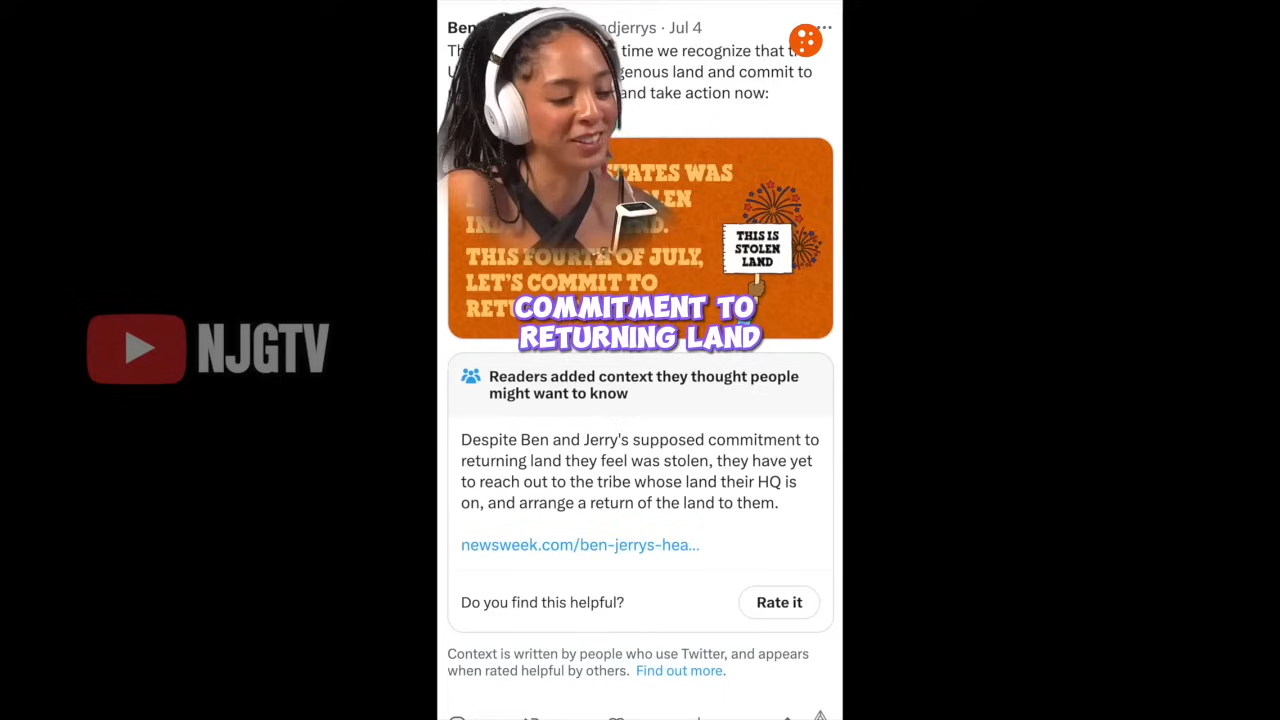 Ben
ndjerrys · Jul 4
Th
time we recognize that t
U
genous land and commit to
and take action now:
STATES WAS
LEN
IND
D.
THIS FOURTH OF JULY,
LET'S COMMIT TO
RET
THIS IS
STOLEN
LAND
COMMITMENT TO
RETURNING LAND
NJGTV
Readers added context they thought people
might want to know
Despite Ben and Jerry's supposed commitment to
returning land they feel was stolen, they have yet
to reach out to the tribe whose land their HQ is
on, and arrange a return of the land to them.
newsweek.com/ben-jerrys-hea...
Do you find this helpful?
Rate it
Context is written by people who use Twitter, and appears
when rated helpful by others. Find out more.